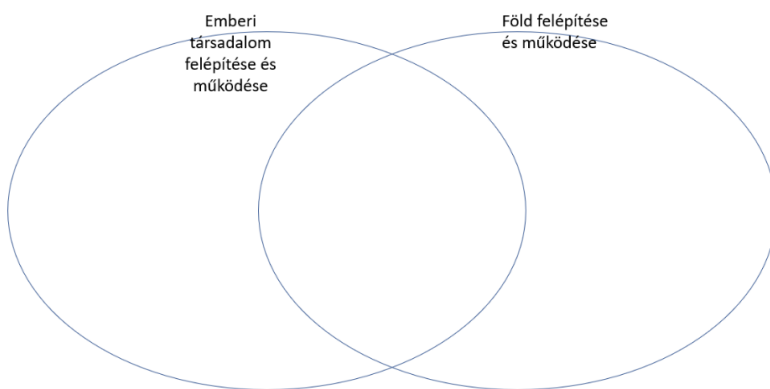 Emberi
társadalom
felépítése és
működése
Föld felépítése
és működése